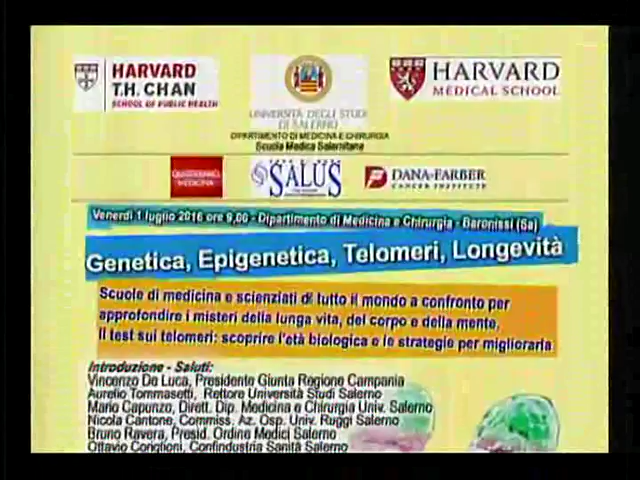 HARVARD
T.H. CHAN
SCHOOL OF PUBLIC HEALTH
UNIVERSITÀ DEGLI STUDI
DI SALERNO
DIPARTIMENTO DI MEDICINA E CHIRURGIA
Scuola Medica Salernitana
HARVARD
MEDICAL SCHOOL
QUOTIDIANO
MEDICINA
SALUS
DANA-FARBER
CANCER INSTITUTE
Venerdì 1 luglio 2016 ore 9,00 - Dipartimento di Medicina e Chirurgia - Baronissi (Sa)
Genetica, Epigenetica, Telomeri, Longevità
Scuole di medicina e scienziati di tutto il mondo a confronto per
approfondire i misteri della lunga vita, del corpo e della mente,
Il test sui telomeri: scoprire l'età biologica e le strategie per migliorarla
Introduzione - Saluti:
Vincenzo De Luca, Presidente Giunta Regione Campania
Aurelio Tommasetti, Rettore Università Studi Salerno
Mario Capunzo, Dirett. Dip. Medicina e Chirurgia Univ. Salerno
Nicola Cantone, Commiss. Az. Osp. Univ. Ruggi Salerno
Bruno Ravera, Presid. Ordine Medici Salerno
Ottavio Coriglioni, Confindustria Sanità Salerno